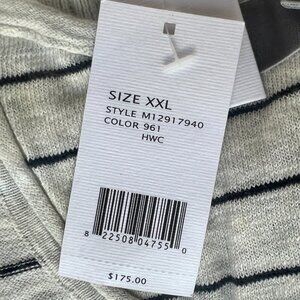 SIZE XXL
STYLE M12917940
COLOR 961
HWC
8 22508 04755 0
$175.00